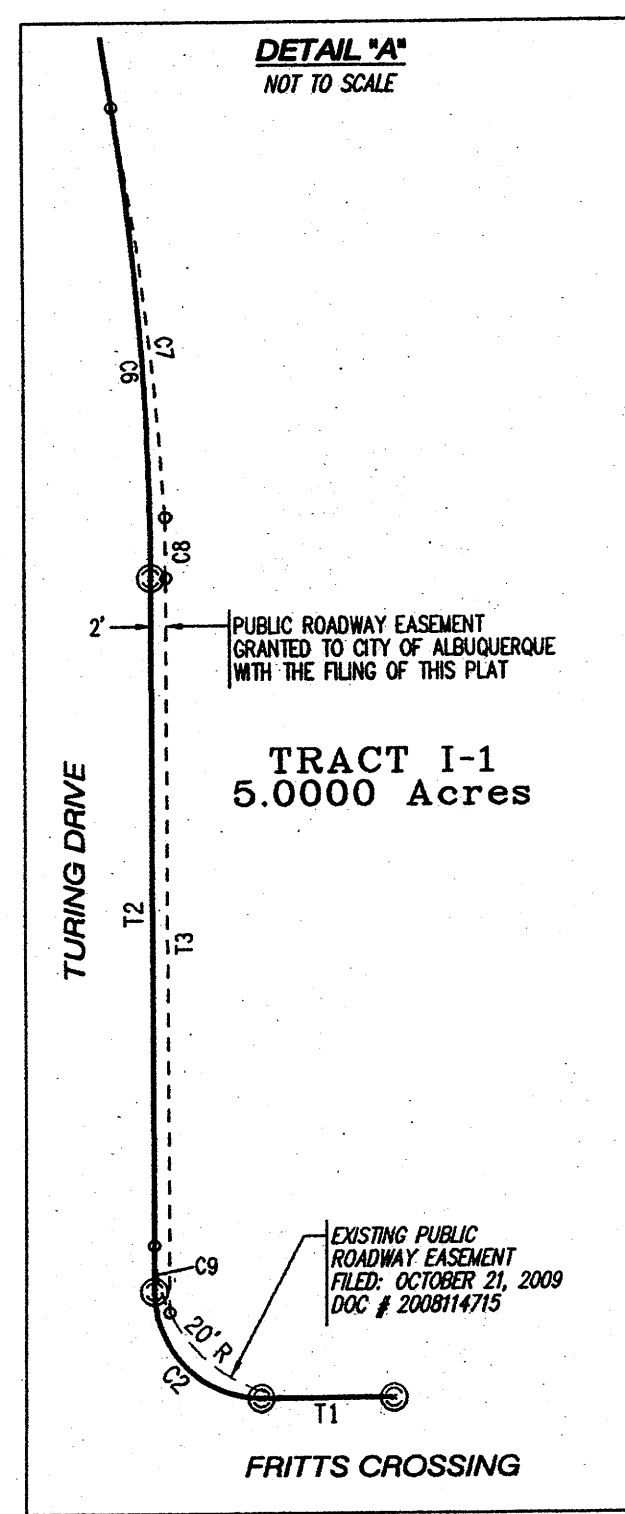 DETAIL "A"
NOT TO SCALE
C7
C6
C8
2'
PUBLIC ROADWAY EASEMENT
GRANTED TO CITY OF ALBUQUERQUE
WITH THE FILING OF THIS PLAT
TRACT I-1
5.0000 Acres
TURING DRIVE
T2
T3
EXISTING PUBLIC
ROADWAY EASEMENT
FILED: OCTOBER 21, 2009
DOC # 2008114715
C9
20' R
C2
T1
FRITTS CROSSING